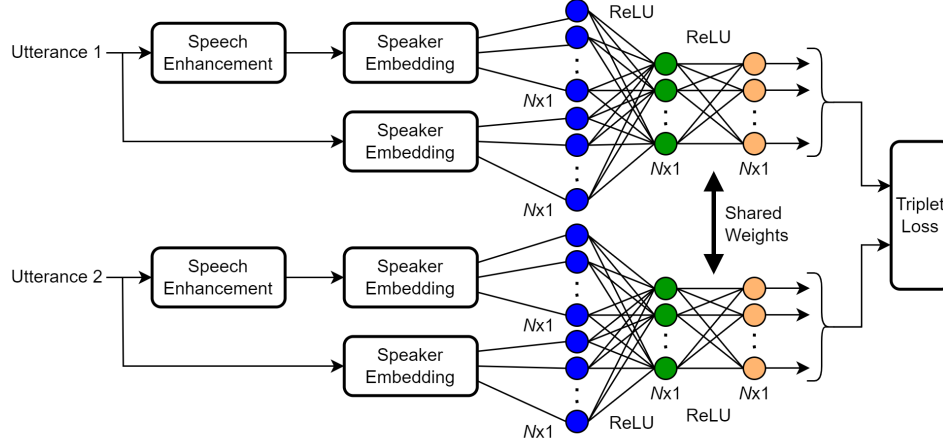 ReLU
Utterance 1
Speech
Enhancement
Speaker
Embedding
ReLU
Nx1
Speaker
Embedding
Nx1
Nx1
Nx1
Shared
Weights
Triplet
Loss
Utterance 2
Speech
Enhancement
Speaker
Embedding
Nx1
Speaker
Embedding
Nx1
Nx1
ReLU
ReLU
Nx1